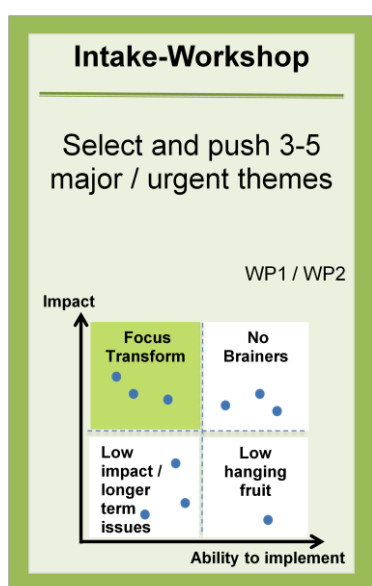 Intake-Workshop
Select and push 3-5
major / urgent themes
WP1 / WP2
Impact
Focus
Transform
No
Brainers
Low
impact /
longer
term
issues
Low
hanging
fruit
Ability to implement